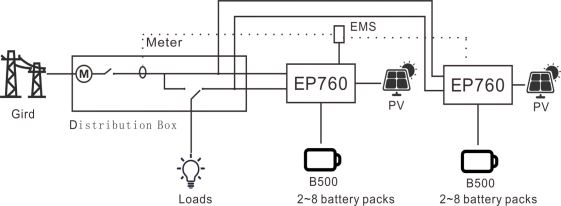 EMS
Meter
M
EP760
EP760
PV
PV
Gird
Distribution Box
Loads
B500
2~8 battery packs
B500
2~8 battery packs